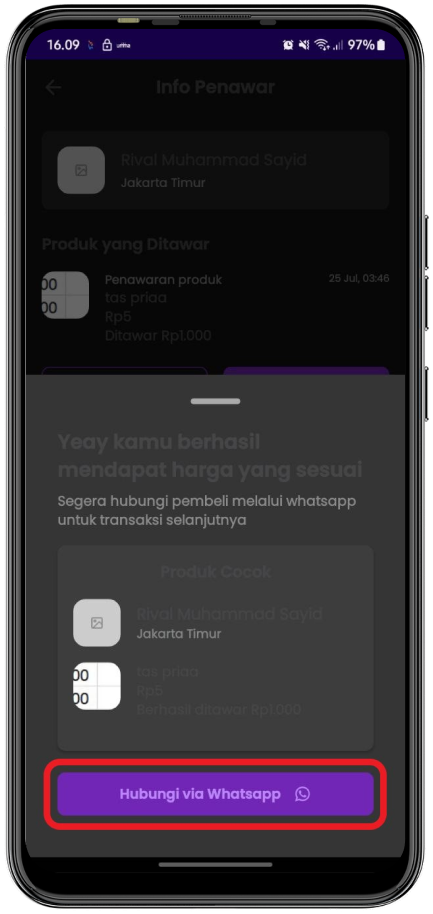 16.09
97%
Info Penawar
Rival Muhammad Sayid
Jakarta Timur
Produk yang Ditawar
Penawaran produk
25 Jul, 03:46
tas priaa
Rp5
Ditawar Rp1.000
00
00
Yeay kamu berhasil
mendapat harga yang sesuai
Segera hubungi pembeli melalui whatsapp
untuk transaksi selanjutnya
Produk Cocok
Rival Muhammad Sayid
Jakarta Timur
00
00
tas priaa
Rp5
Berhasil ditawar Rp1.000
Hubungi via Whatsapp